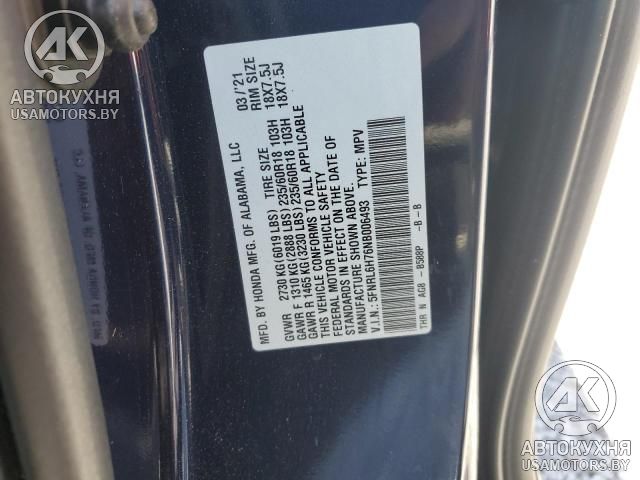 AK
АВТОКУХНЯ
USAMOTORS.BY
MFD. BY HONDA MFG. OF ALABAMA, LLC 03/'21
TIRE SIZE RIM SIZE
GVWR 2730 KG(6019 LBS)
GAWR F 1310 KG(2888 LBS) 235/60R18 103H 18X7.5J
GAWR R 1465 KG(3230 LBS) 235/60R18 103H 18X7.5J
THIS VEHICLE CONFORMS TO ALL APPLICABLE
FEDERAL MOTOR VEHICLE SAFETY
STANDARDS IN EFFECT ON THE DATE OF
MANUFACTURE SHOWN ABOVE.
V.I.N.: 5FNRL6H76NB006493 TYPE: MPV
THR N AG8 - B588P -B - B
AK
АВТОКУХНЯ
USAMOTORS.BY